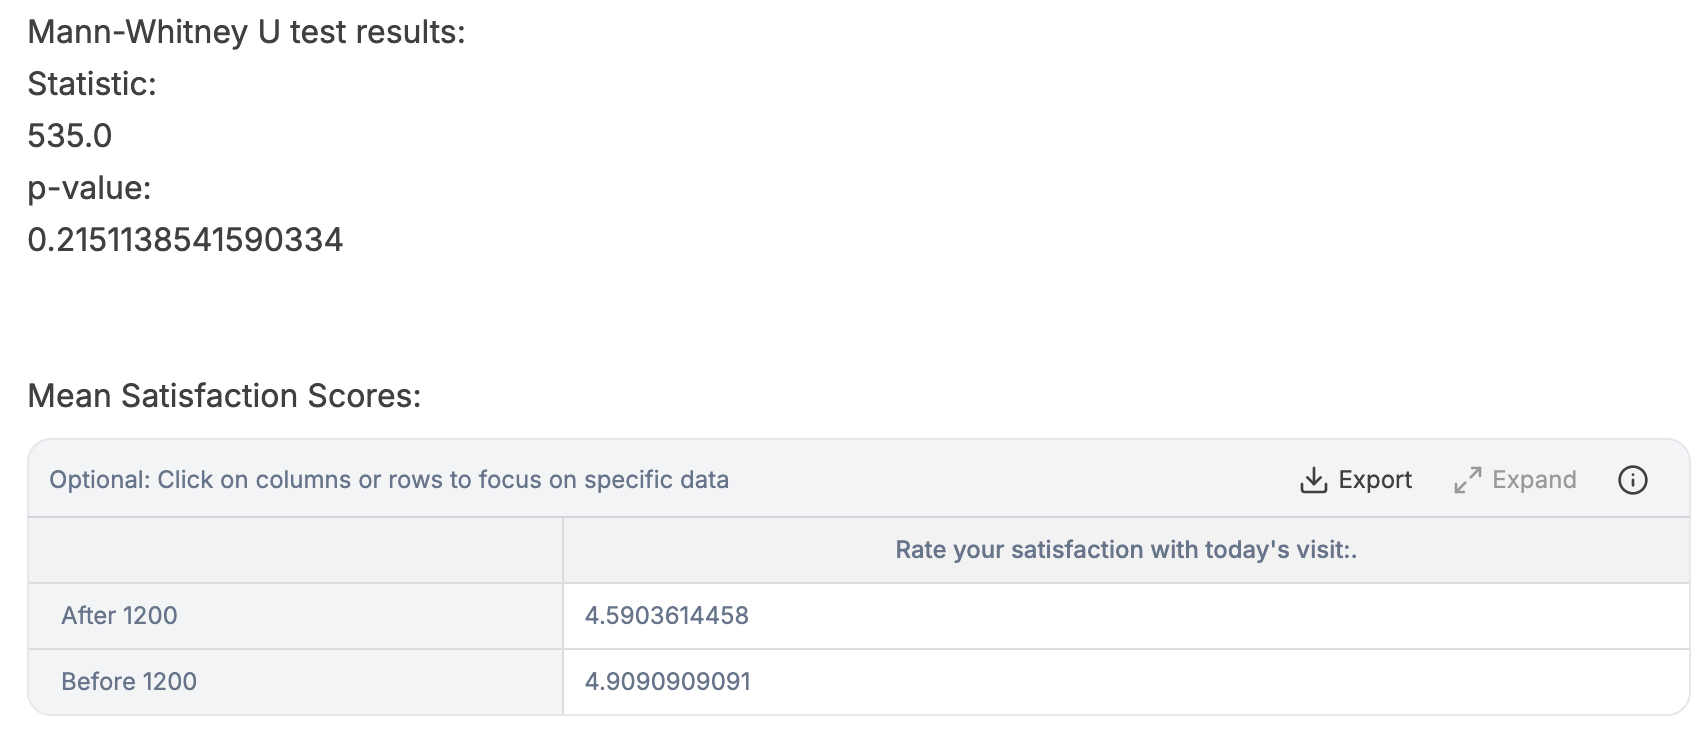 Mann-Whitney U test results:
Statistic:
535.0
p-value:
0.2151138541590334
Mean Satisfaction Scores:
Optional: Click on columns or rows to focus on specific data
Export
Expand
Rate your satisfaction with today's visit:.
After 1200 4.5903614458
Before 1200 4.9090909091